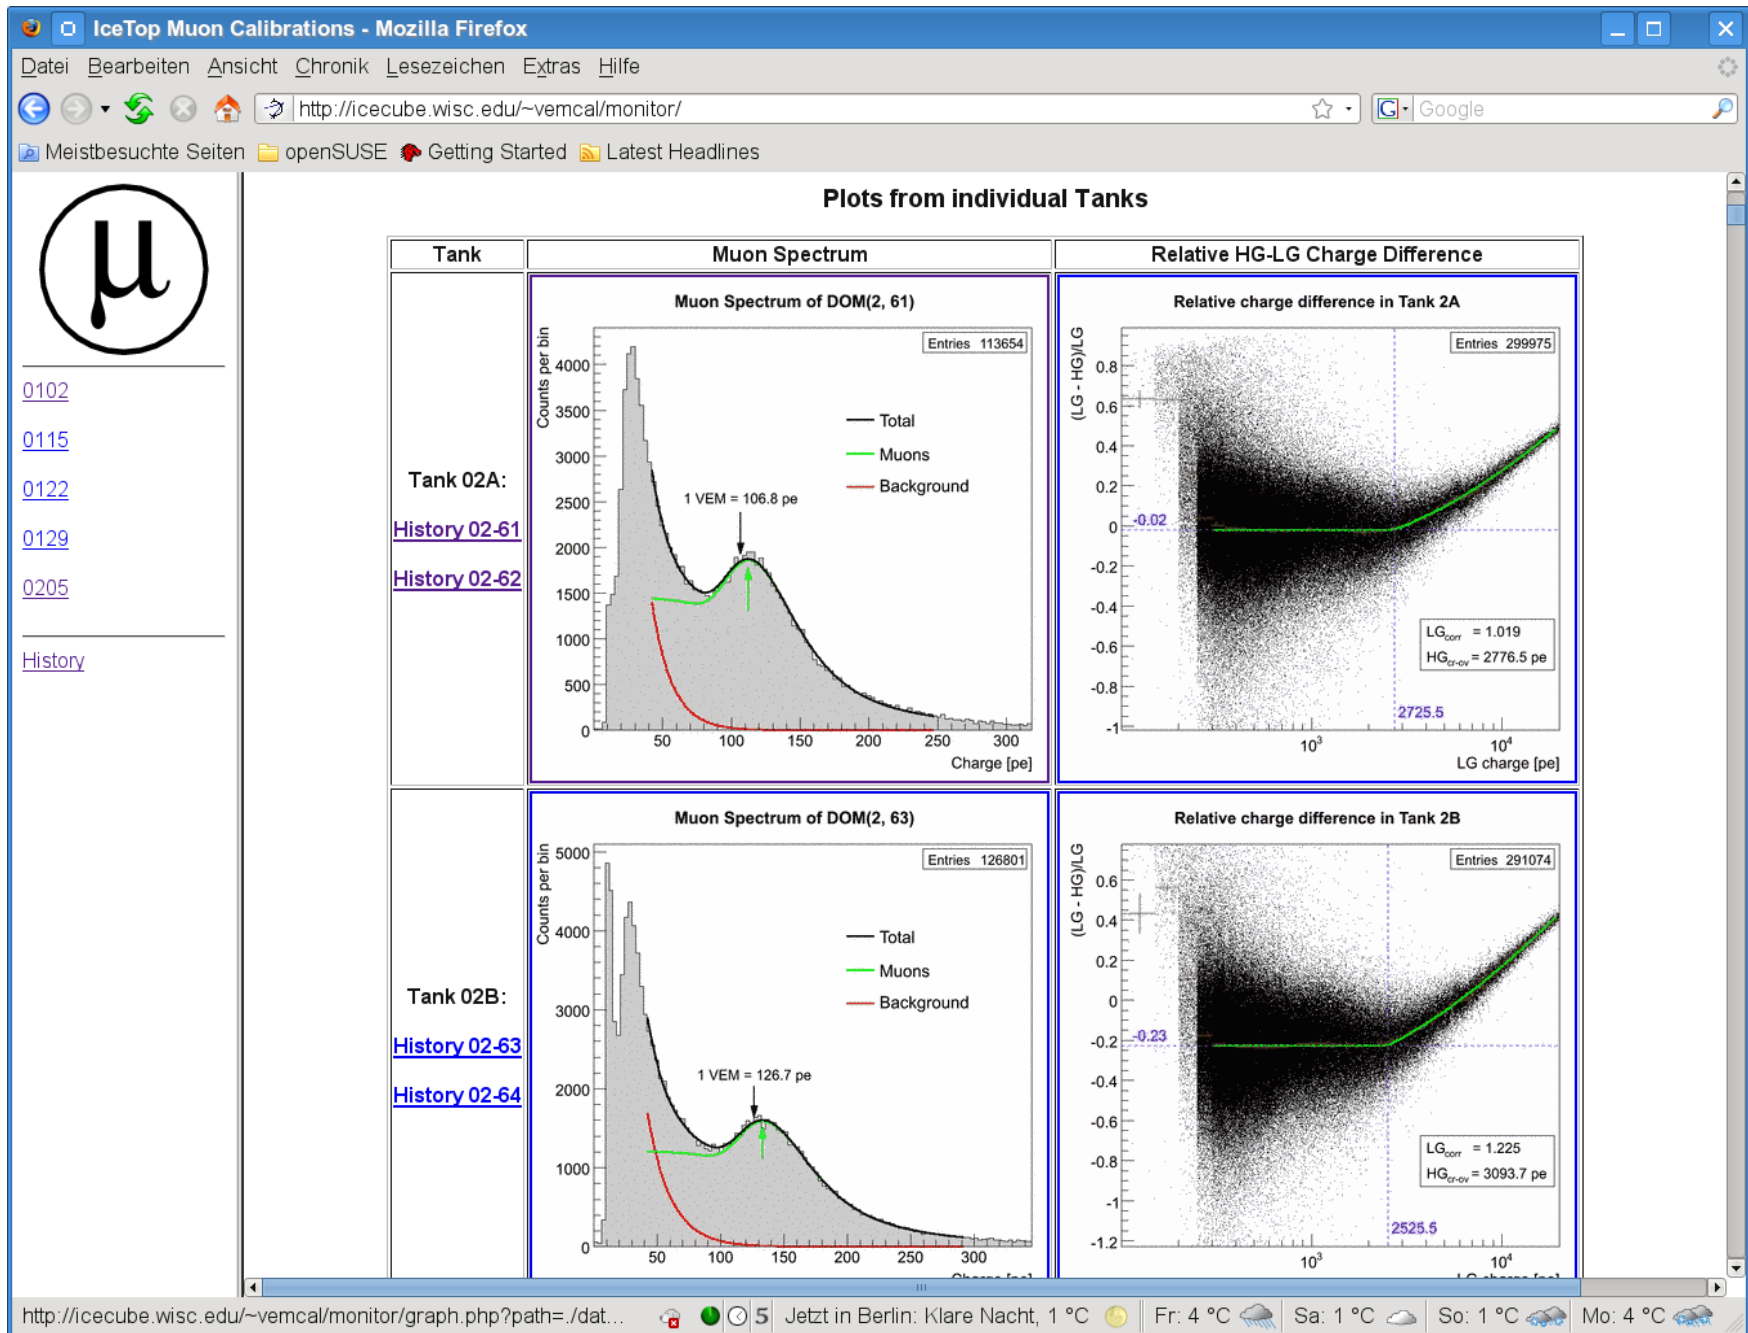 IceTop Muon Calibrations - Mozilla Firefox
Datei Bearbeiten Ansicht Chronik Lesezeichen Extras Hilfe
http://icecube.wisc.edu/~vemcal/monitor/
G Google
Meistbesuchte Seiten openSUSE Getting Started Latest Headlines
μ
0102
0115
0122
0129
0205
History
Plots from individual Tanks
Tank Muon Spectrum Relative HG-LG Charge Difference
Tank 02A:
History 02-61
History 02-62
Muon Spectrum of DOM(2, 61)
Counts per bin
Entries 113654
4000
3500
3000
2500
2000
1500
1000
500
0
Total
Muons
Background
1 VEM = 106.8 pe
50 100 150 200 250 300
Charge [pe]
Relative charge difference in Tank 2A
(LG - HG)/LG
Entries 299975
0.8
0.6
0.4
0.2
0
-0.2
-0.4
-0.6
-0.8
-1
-0.02
LGcorr = 1.019
HGcr-ov = 2776.5 pe
2725.5
10³ 10⁴
LG charge [pe]
Tank 02B:
History 02-63
History 02-64
Muon Spectrum of DOM(2, 63)
Counts per bin
Entries 126801
5000
4000
3000
2000
1000
0
Total
Muons
Background
1 VEM = 126.7 pe
50 100 150 200 250 300
Charge [pe]
Relative charge difference in Tank 2B
(LG - HG)/LG
Entries 291074
0.6
0.4
0.2
0
-0.2
-0.4
-0.6
-0.8
-1
-1.2
-0.23
LGcorr = 1.225
HGcr-ov = 3093.7 pe
2525.5
10³ 10⁴
LG charge [pe]
http://icecube.wisc.edu/~vemcal/monitor/graph.php?path=./dat... 5 Jetzt in Berlin: Klare Nacht, 1 °C Fr: 4 °C Sa: 1 °C So: 1 °C Mo: 4 °C